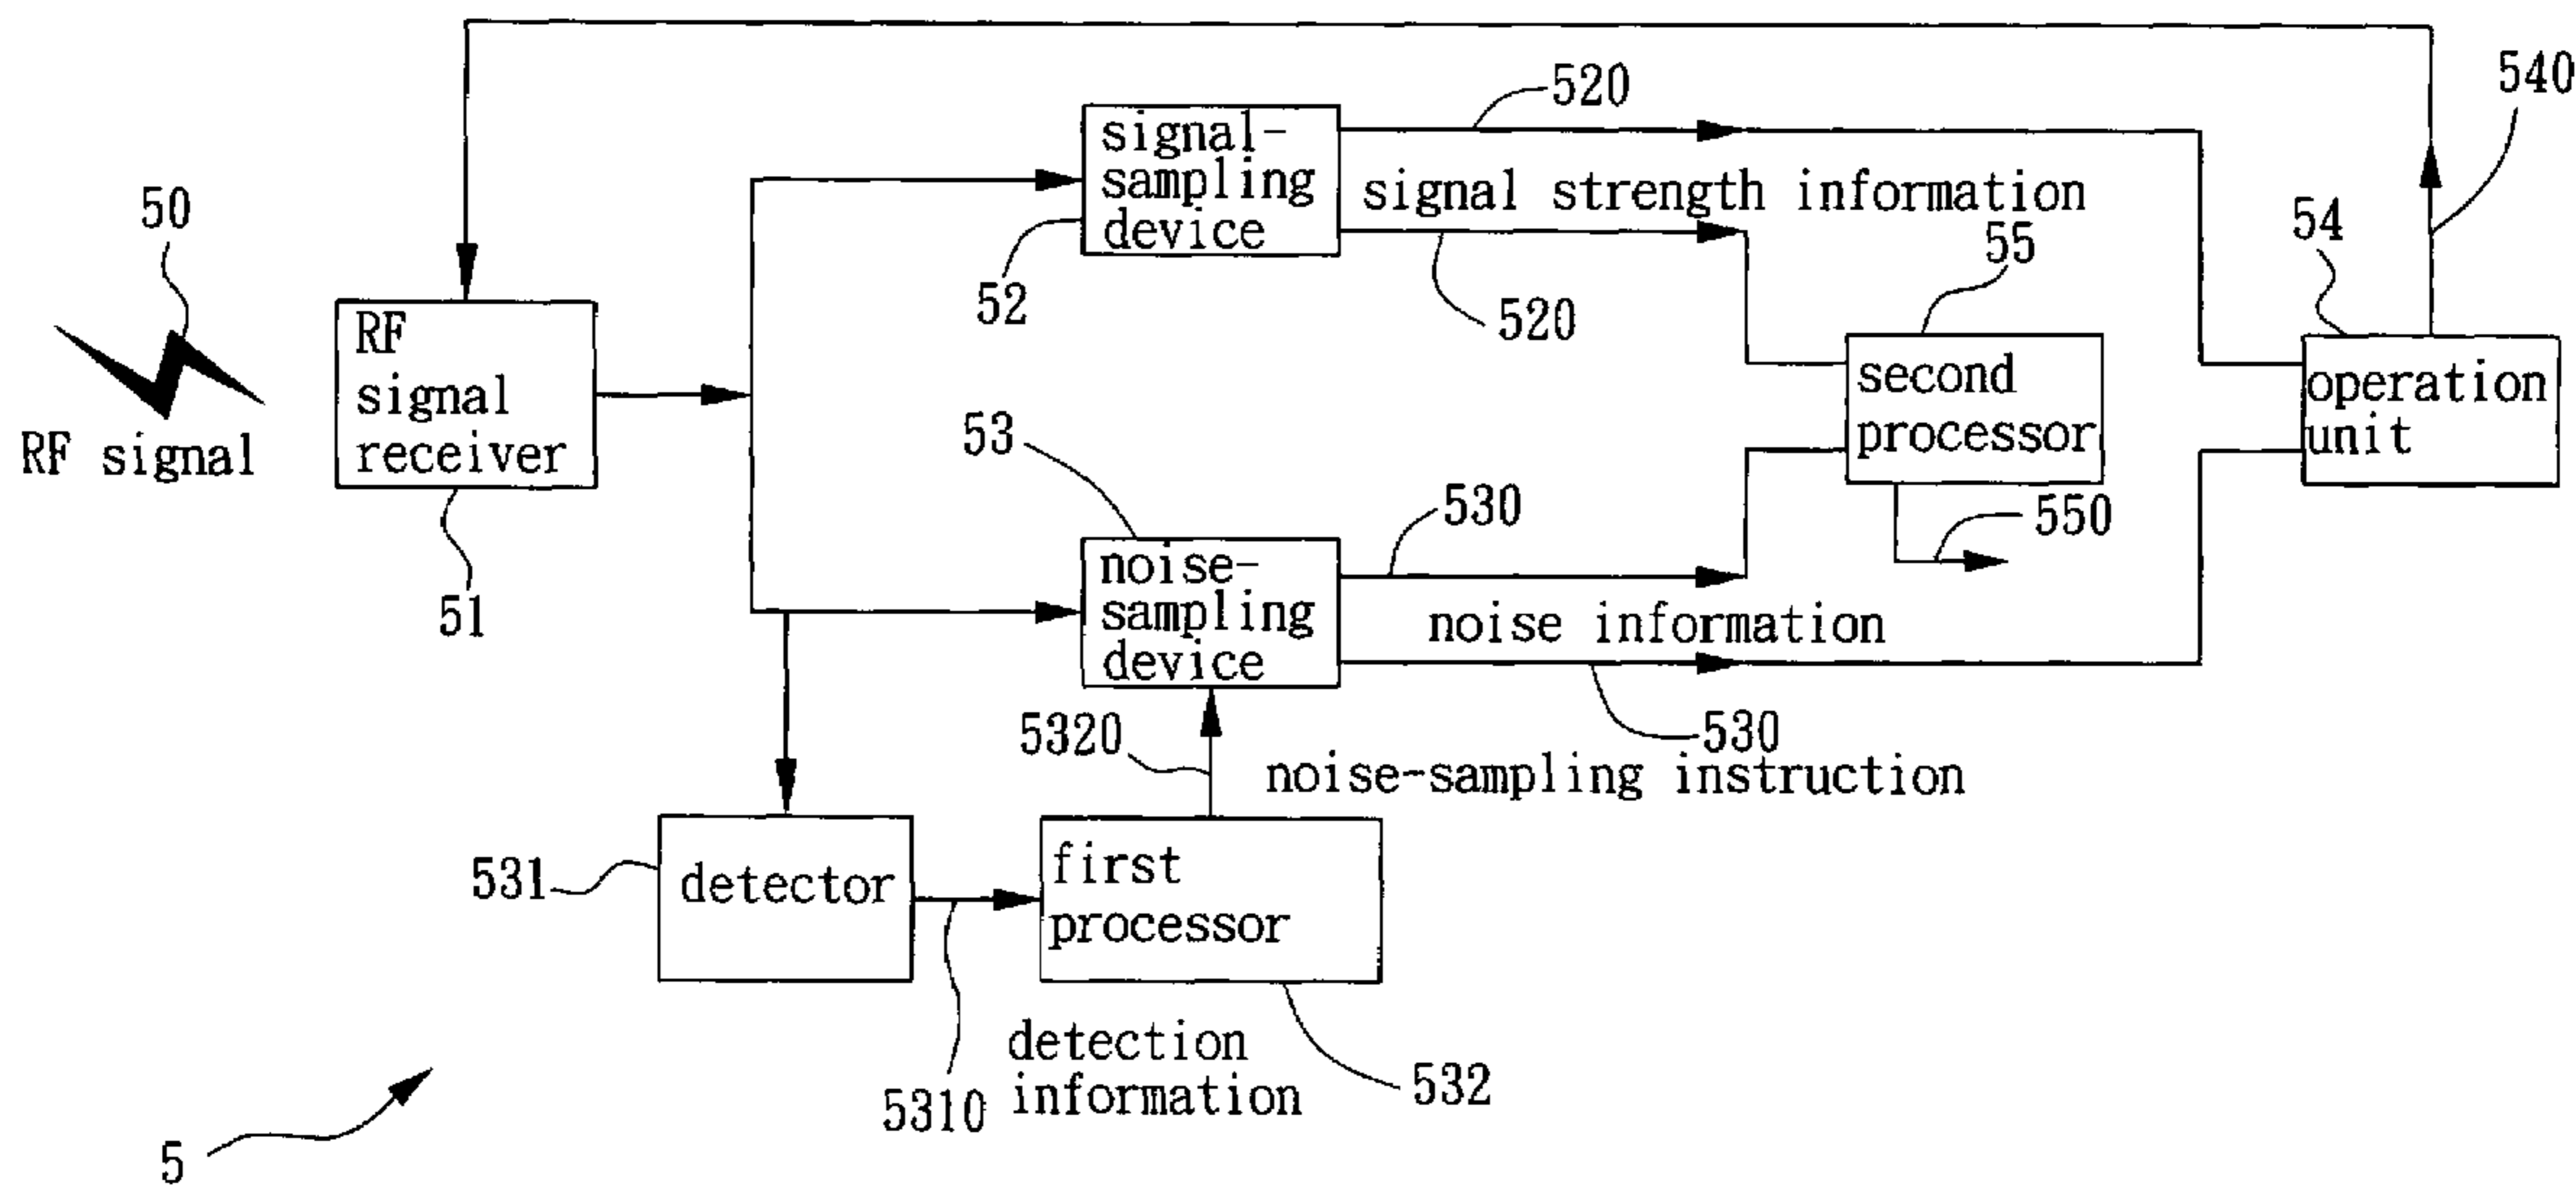 540
520
signal-
sampling
device
signal strength information
50
52
520
55
54
RF
signal
receiver
RF signal
second
processor
operation
unit
53
530
550
51
noise-
sampling
device
noise information
5320
530
noise-sampling instruction
531
detector
first
processor
detection
information
5310
532
5